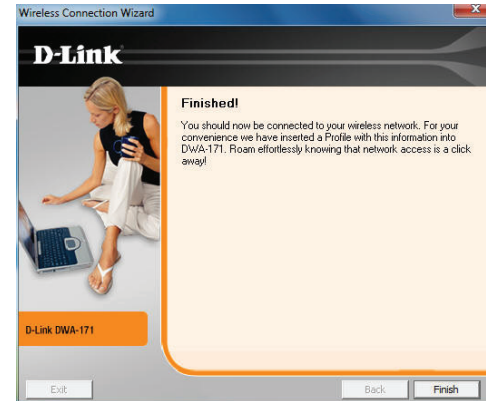 Wireless Connection Wizard
D-Link
Finished!
You should now be connected to your wireless network. For your
convenience we have inserted a Profile with this information into
DWA-171. Roam effortlessly knowing that network access is a click
away!
D-Link DWA-171
Exit
Back
Finish